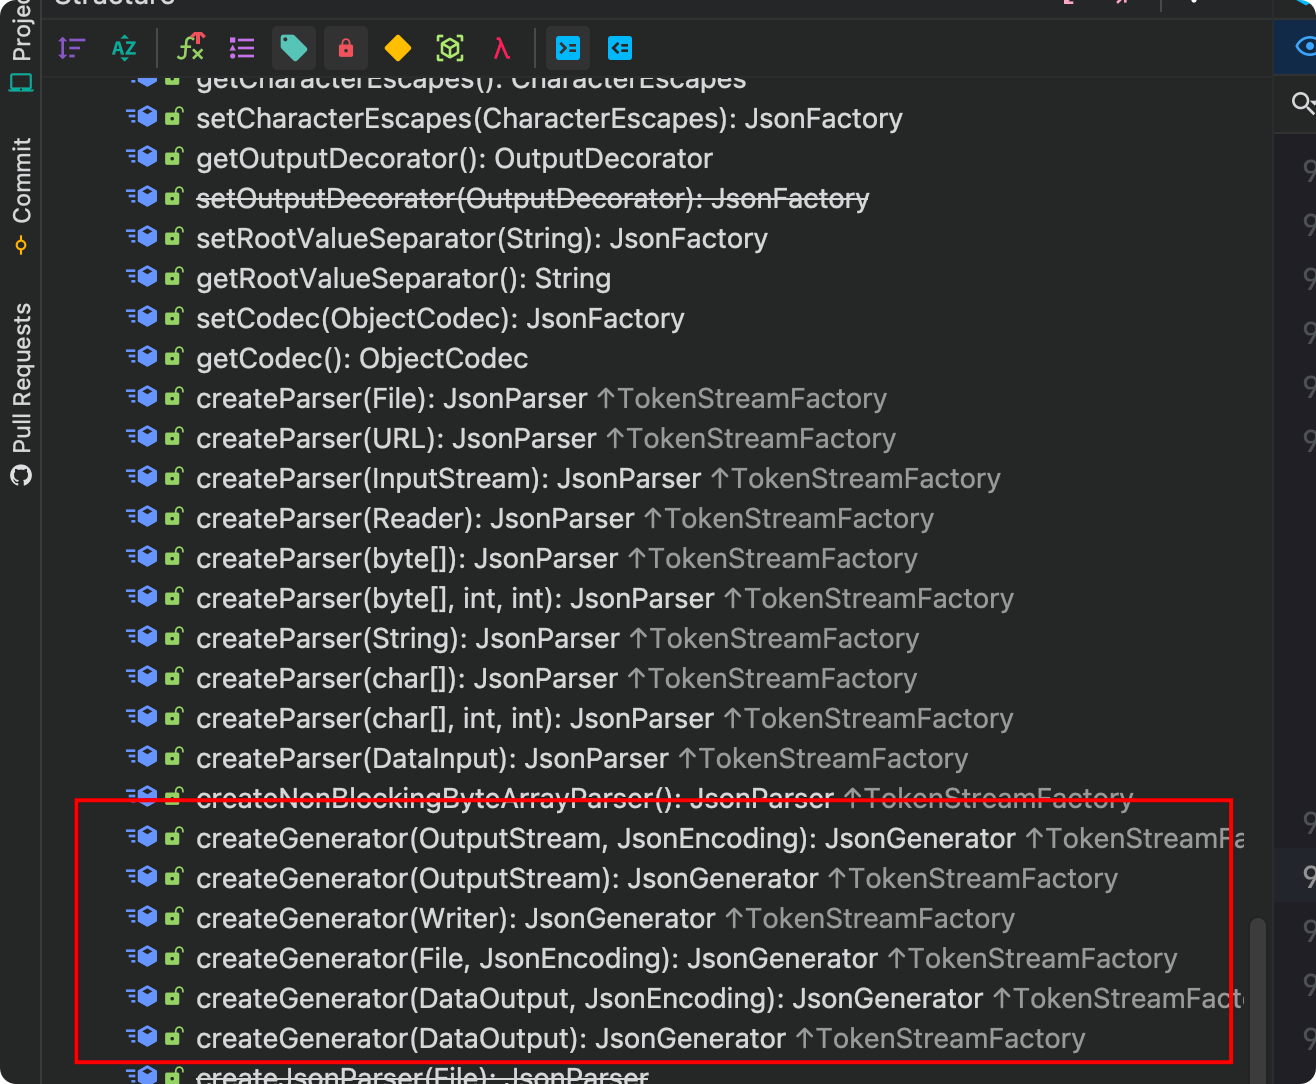 Structure
Projec
Commit
Pull Requests
AZ
getCharacterEscapes(): CharacterEscapes
setCharacterEscapes(CharacterEscapes): JsonFactory
getOutputDecorator(): OutputDecorator
setOutputDecorator(OutputDecorator): JsonFactory
setRootValueSeparator(String): JsonFactory
getRootValueSeparator(): String
setCodec(ObjectCodec): JsonFactory
getCodec(): ObjectCodec
createParser(File): JsonParser ↑TokenStreamFactory
createParser(URL): JsonParser ↑TokenStreamFactory
createParser(InputStream): JsonParser ↑TokenStreamFactory
createParser(Reader): JsonParser ↑TokenStreamFactory
createParser(byte[]): JsonParser ↑TokenStreamFactory
createParser(byte[], int, int): JsonParser ↑TokenStreamFactory
createParser(String): JsonParser ↑TokenStreamFactory
createParser(char[]): JsonParser ↑TokenStreamFactory
createParser(char[], int, int): JsonParser ↑TokenStreamFactory
createParser(DataInput): JsonParser ↑TokenStreamFactory
createNonBlockingByteArrayParser(): JsonParser ↑TokenStreamFactory
createGenerator(OutputStream, JsonEncoding): JsonGenerator ↑TokenStreamFa
createGenerator(OutputStream): JsonGenerator ↑TokenStreamFactory
createGenerator(Writer): JsonGenerator ↑TokenStreamFactory
createGenerator(File, JsonEncoding): JsonGenerator ↑TokenStreamFactory
createGenerator(DataOutput, JsonEncoding): JsonGenerator ↑TokenStreamFact
createGenerator(DataOutput): JsonGenerator ↑TokenStreamFactory
createJsonParser(File): JsonParser